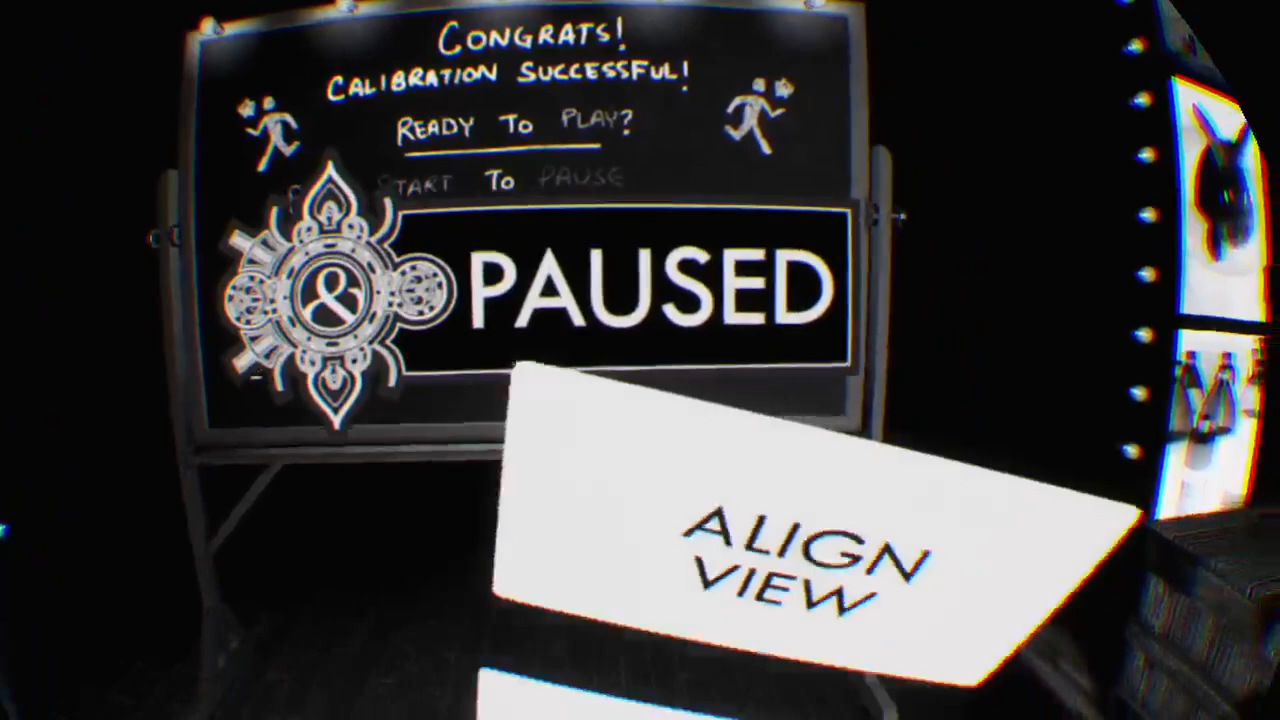 CONGRATS!
CALIBRATION SUCCESSFUL!
READY TO PLAY?
START TO PAUSE
& PAUSED
ALIGN
VIEW